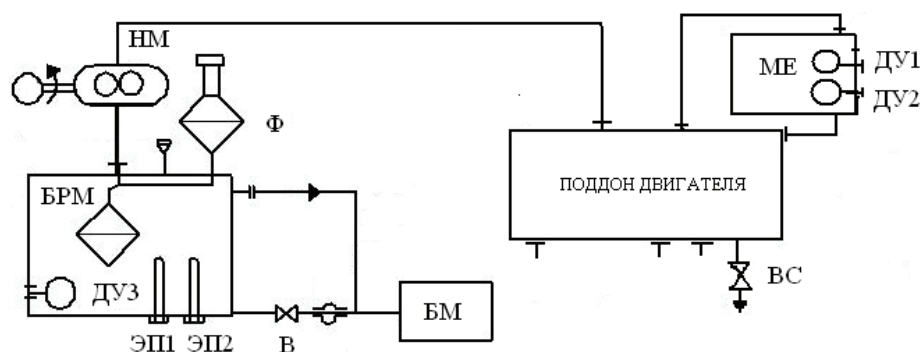 НМ
МЕ
ДУ1
ДУ2
Ф
ПОДДОН ДВИГАТЕЛЯ
БРМ
ДУ3
ВС
БМ
ЭП1
ЭП2
В